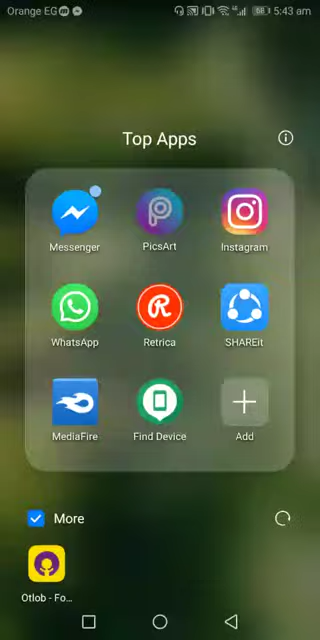 Orange EG 58 5:43 am
Top Apps
Messenger PicsArt Instagram
WhatsApp Retrica SHAREit
MediaFire Find Device Add
More
Otlob - Fo...